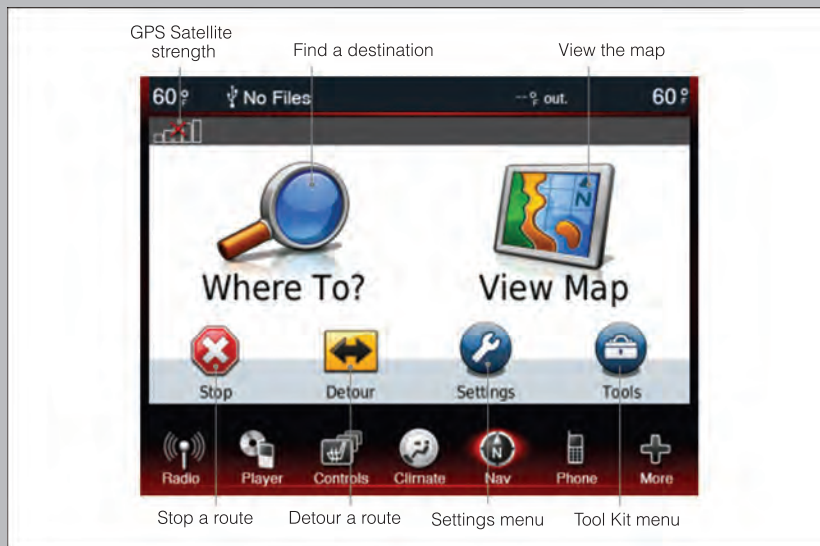 GPS Satellite
strength
Find a destination
View the map
60 °F
No Files
-- °F out.
60 °F
N
Where To?
View Map
Stop
Detour
Settings
Tools
N
Radio
Player
Controls
Climate
Nav
Phone
More
Stop a route
Detour a route
Settings menu
Tool Kit menu